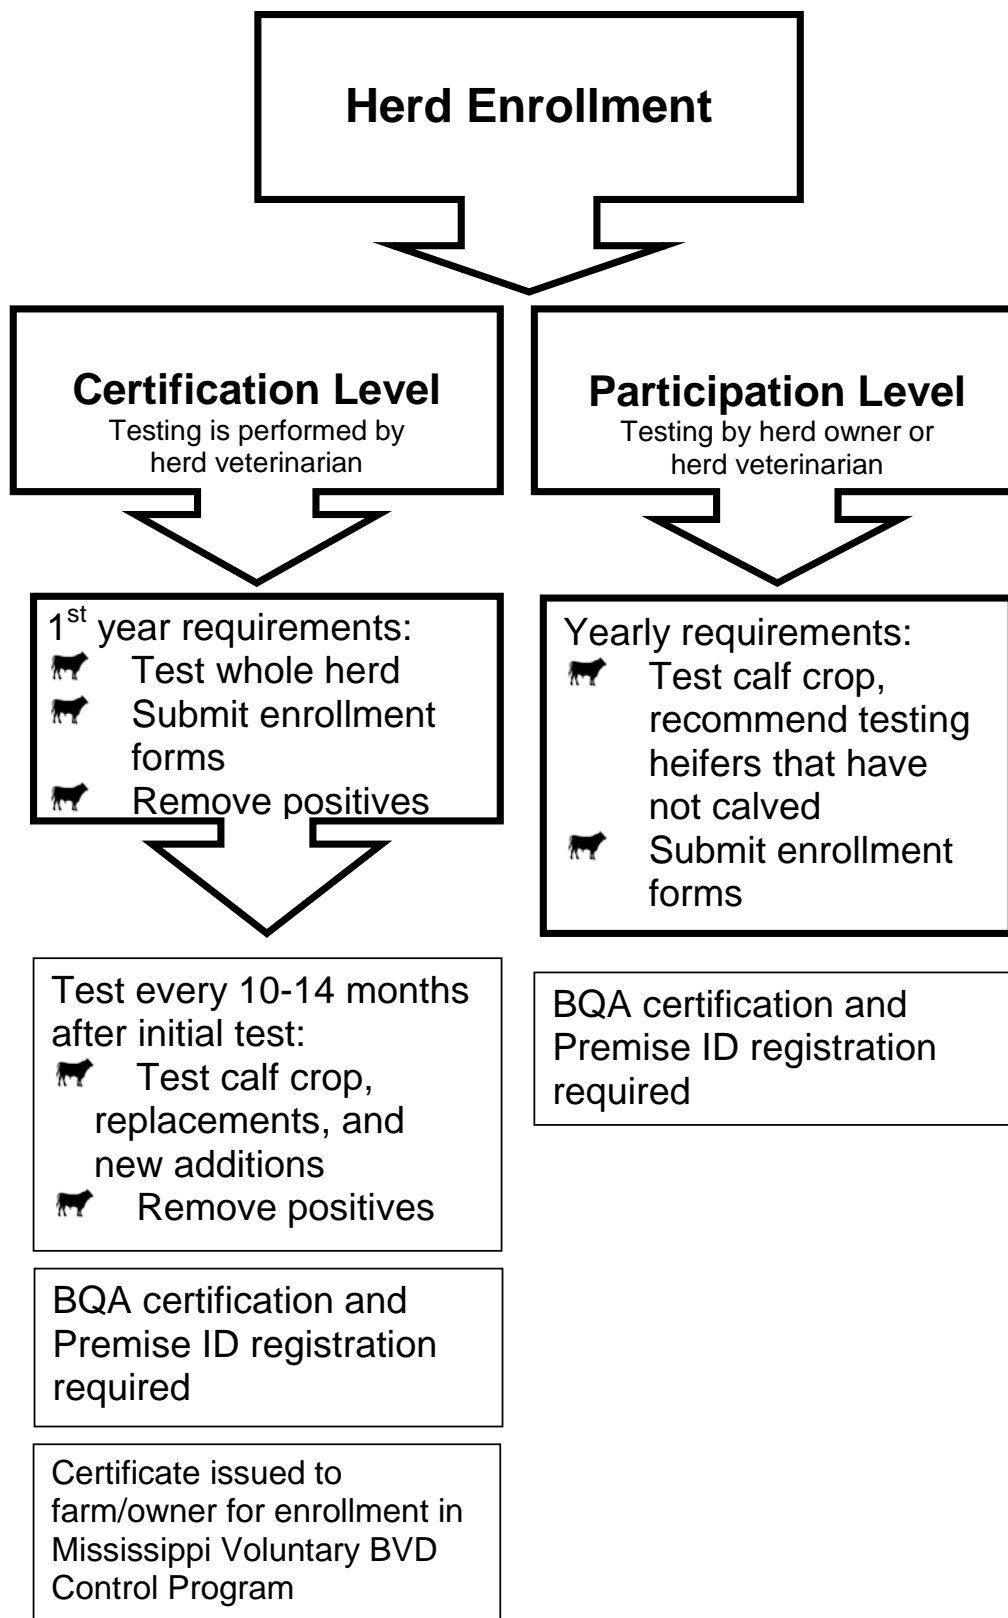 Herd Enrollment
Certification Level
Testing is performed by
herd veterinarian
1st year requirements:
Test whole herd
Submit enrollment
forms
Remove positives
Test every 10-14 months
after initial test:
Test calf crop,
replacements, and
new additions
Remove positives
BQA certification and
Premise ID registration
required
Certificate issued to
farm/owner for enrollment in
Mississippi Voluntary BVD
Control Program
Participation Level
Testing by herd owner or
herd veterinarian
Yearly requirements:
Test calf crop,
recommend testing
heifers that have
not calved
Submit enrollment
forms
BQA certification and
Premise ID registration
required